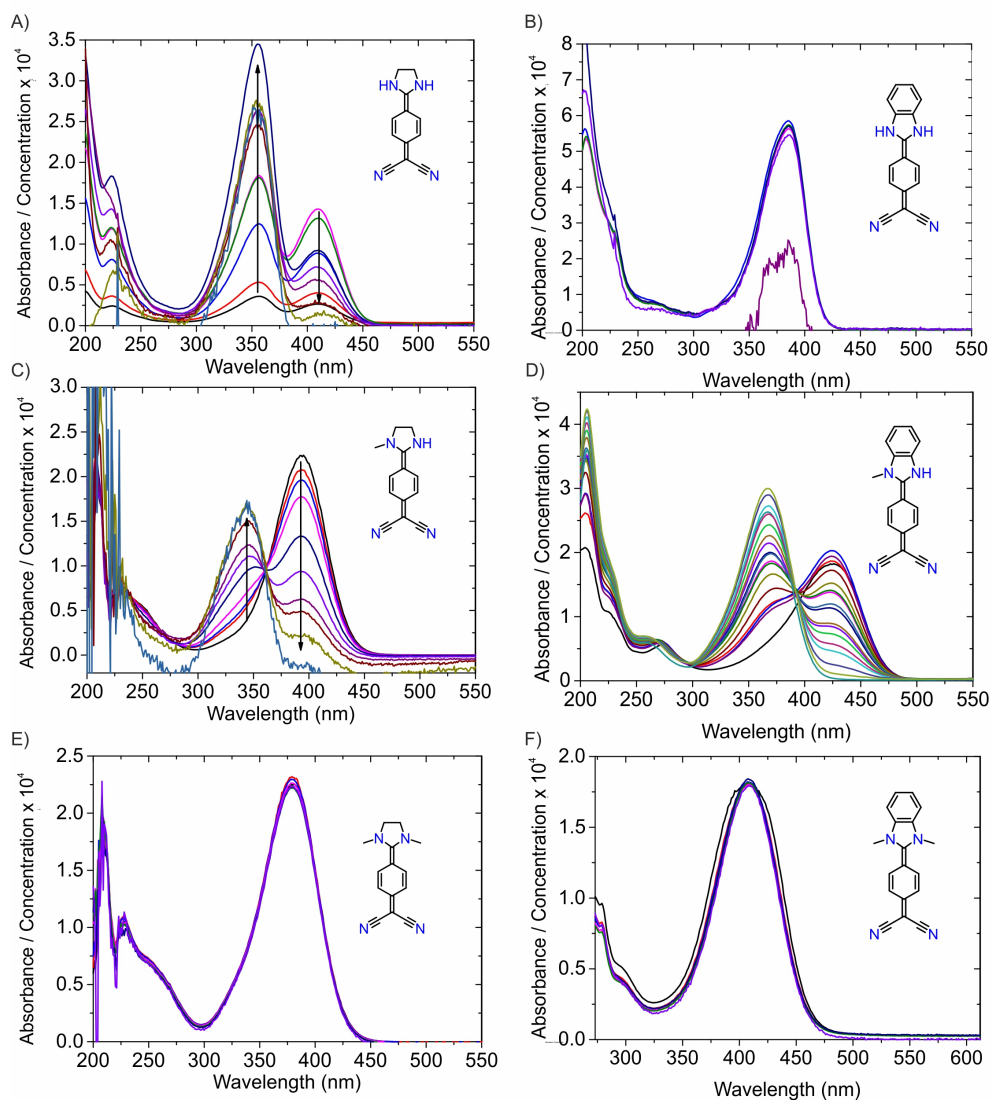 A)
Absorbance / Concentration x 10⁴
3.5
3.0
2.5
2.0
1.5
1.0
0.5
0.0
200 250 300 350 400 450 500 550
Wavelength (nm)
HN NH
N N
B)
Absorbance / Concentration x 10⁴
8
7
6
5
4
3
2
1
0
200 250 300 350 400 450 500 550
Wavelength (nm)
HN NH
N N
C)
Absorbance / Concentration x 10⁴
3.0
2.5
2.0
1.5
1.0
0.5
0.0
200 250 300 350 400 450 500 550
Wavelength (nm)
N NH
N N
D)
Absorbance / Concentration x 10⁴
4
3
2
1
0
200 250 300 350 400 450 500 550
Wavelength (nm)
N NH
N N
E)
Absorbance / Concentration x 10⁴
2.5
2.0
1.5
1.0
0.5
0.0
200 250 300 350 400 450 500 550
Wavelength (nm)
N N
N N
F)
Absorbance / Concentration x 10⁴
2.0
1.5
1.0
0.5
0.0
300 350 400 450 500 550 600
Wavelength (nm)
N N
N N